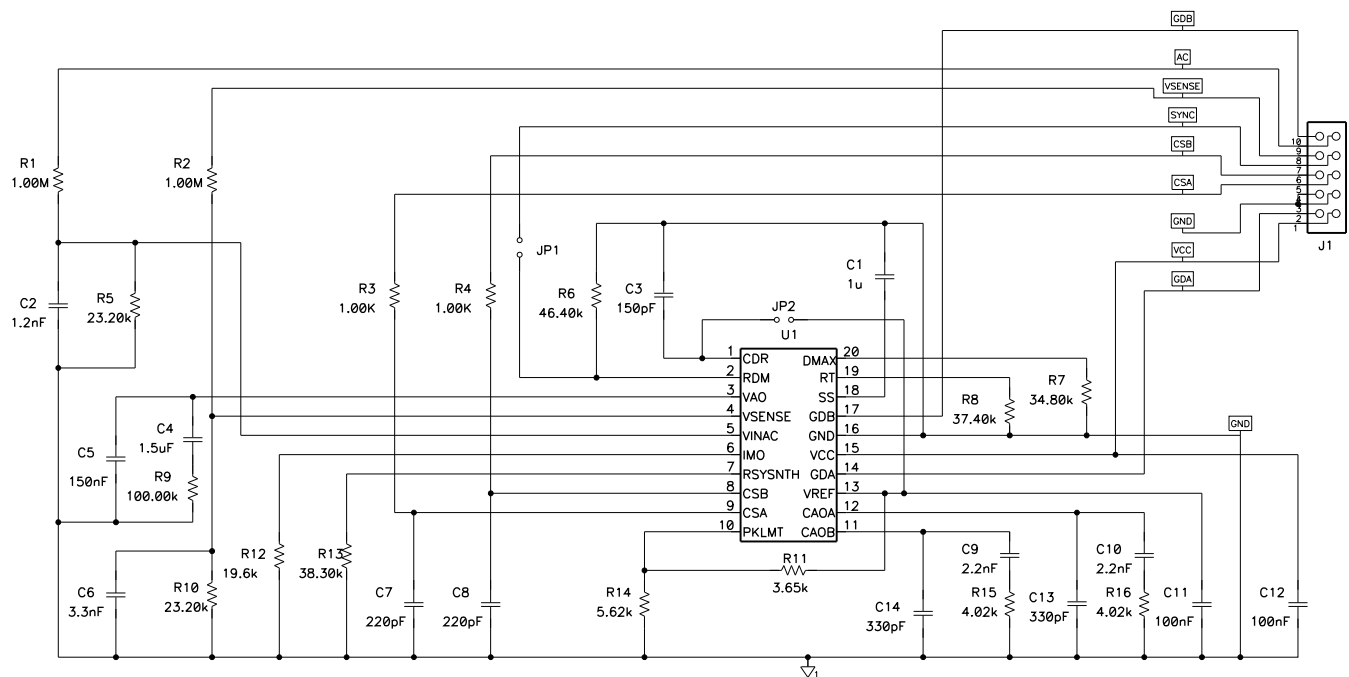 GDB
AC
VSENSE
SYNC
CSB
CSA
GND
VCC
GDA
10
9
8
7
6
5
4
3
2
1
J1
R1
1.00M
R2
1.00M
C2
1.2nF
R5
23.20k
R3
1.00K
R4
1.00K
JP1
R6
46.40k
C3
150pF
C1
1u
JP2
U1
1 CDR DMAX 20
2 RDM RT 19
3 VAO SS 18
4 VSENSE GDB 17
5 VINAC GND 16
6 IMO VCC 15
7 RSYSNTH GDA 14
8 CSB VREF 13
9 CSA CAOA 12
10 PKLMT CAOB 11
R8
37.40k
R7
34.80k
GND
C5
150nF
C4
1.5uF
R9
100.00k
C6
3.3nF
R10
23.20k
R12
19.6k
R13
38.30k
C7
220pF
C8
220pF
R14
5.62k
R11
3.65k
C14
330pF
C9
2.2nF
R15
4.02k
C13
330pF
C10
2.2nF
R16
4.02k
C11
100nF
C12
100nF
1